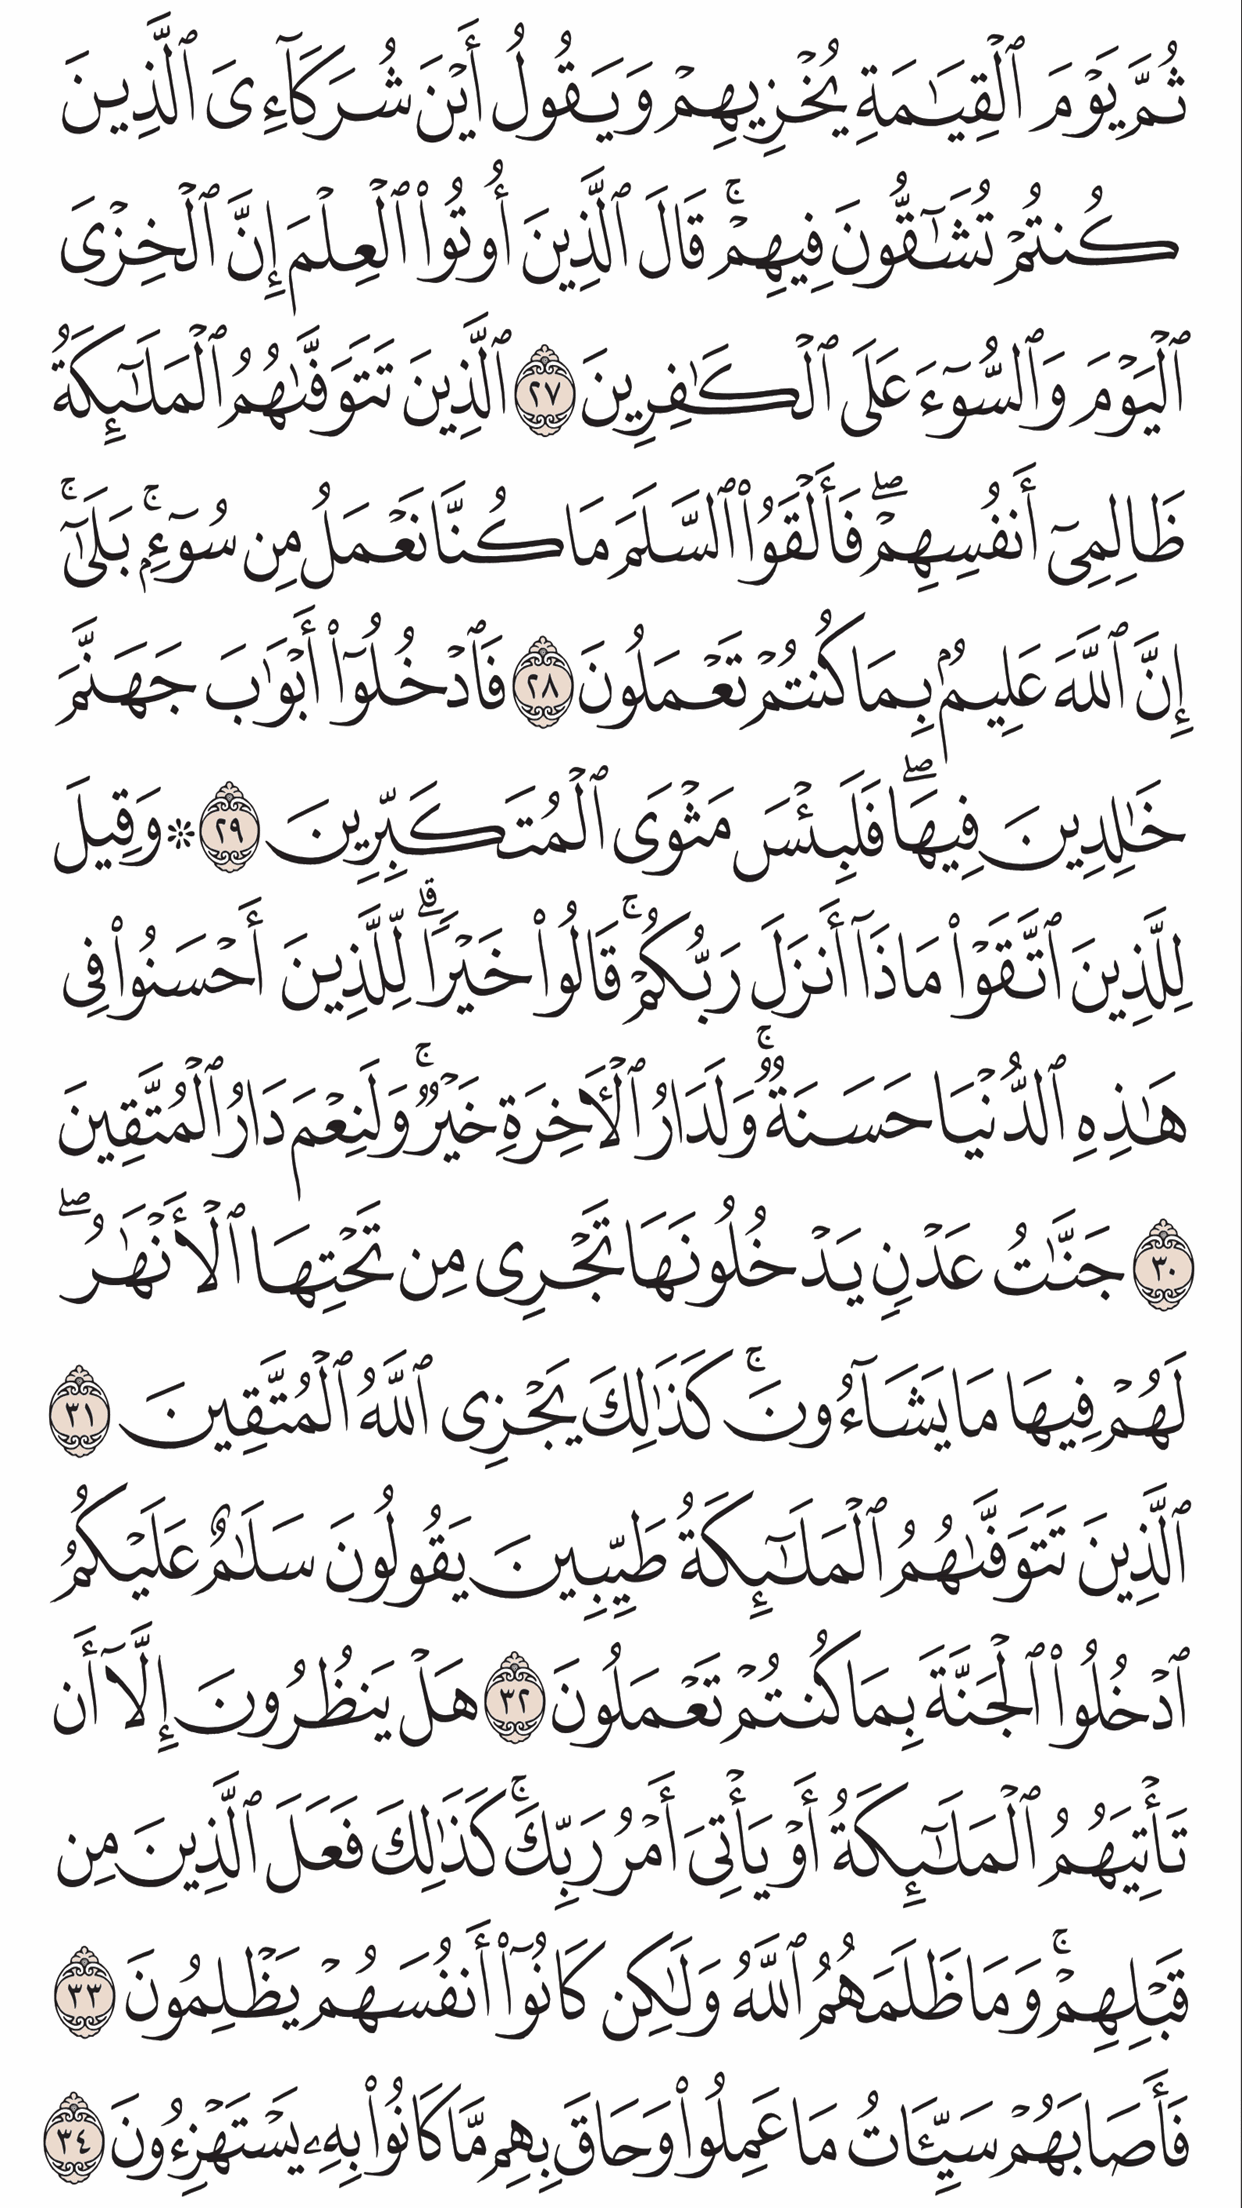 ثُمَّ يَوْمَ ٱلْقِيَـٰمَةِ يُخْزِيهِمْ وَيَقُولُ أَيْنَ شُرَكَآءِىَ ٱلَّذِينَ
كُنتُمْ تُشَـٰٓقُّونَ فِيهِمْ ۚ قَالَ ٱلَّذِينَ أُوتُوا۟ ٱلْعِلْمَ إِنَّ ٱلْخِزْىَ
ٱلْيَوْمَ وَٱلسُّوٓءَ عَلَى ٱلْكَـٰفِرِينَ ٢٧ ٱلَّذِينَ تَتَوَفَّىٰهُمُ ٱلْمَلَـٰٓئِكَةُ
ظَالِمِىٓ أَنفُسِهِمْ ۖ فَأَلْقَوُا۟ ٱلسَّلَمَ مَا كُنَّا نَعْمَلُ مِن سُوٓءٍۭ ۚ بَلَىٰٓ ۚ
إِنَّ ٱللَّهَ عَلِيمٌۢ بِمَا كُنتُمْ تَعْمَلُونَ ٢٨ فَٱدْخُلُوٓا۟ أَبْوَٰبَ جَهَنَّمَ
خَـٰلِدِينَ فِيهَا ۖ فَلَبِئْسَ مَثْوَى ٱلْمُتَكَبِّرِينَ ٢٩ ۞ وَقِيلَ
لِلَّذِينَ ٱتَّقَوْا۟ مَاذَآ أَنزَلَ رَبُّكُمْ ۚ قَالُوا۟ خَيْرًا ۗ لِّلَّذِينَ أَحْسَنُوا۟ فِى
هَـٰذِهِ ٱلدُّنْيَا حَسَنَةٌ ۚ وَلَدَارُ ٱلْـَٔاخِرَةِ خَيْرٌ ۚ وَلَنِعْمَ دَارُ ٱلْمُتَّقِينَ
٣٠ جَنَّـٰتُ عَدْنٍ يَدْخُلُونَهَا تَجْرِى مِن تَحْتِهَا ٱلْأَنْهَـٰرُ ۖ
لَهُمْ فِيهَا مَا يَشَآءُونَ ۚ كَذَٰلِكَ يَجْزِى ٱللَّهُ ٱلْمُتَّقِينَ ٣١
ٱلَّذِينَ تَتَوَفَّىٰهُمُ ٱلْمَلَـٰٓئِكَةُ طَيِّبِينَ يَقُولُونَ سَلَـٰمٌ عَلَيْكُمُ
ٱدْخُلُوا۟ ٱلْجَنَّةَ بِمَا كُنتُمْ تَعْمَلُونَ ٣٢ هَلْ يَنظُرُونَ إِلَّآ أَن
تَأْتِيَهُمُ ٱلْمَلَـٰٓئِكَةُ أَوْ يَأْتِىَ أَمْرُ رَبِّكَ ۚ كَذَٰلِكَ فَعَلَ ٱلَّذِينَ مِن
قَبْلِهِمْ ۚ وَمَا ظَلَمَهُمُ ٱللَّهُ وَلَـٰكِن كَانُوٓا۟ أَنفُسَهُمْ يَظْلِمُونَ ٣٣
فَأَصَابَهُمْ سَيِّـَٔاتُ مَا عَمِلُوا۟ وَحَاقَ بِهِم مَّا كَانُوا۟ بِهِۦ يَسْتَهْزِءُونَ ٣٤